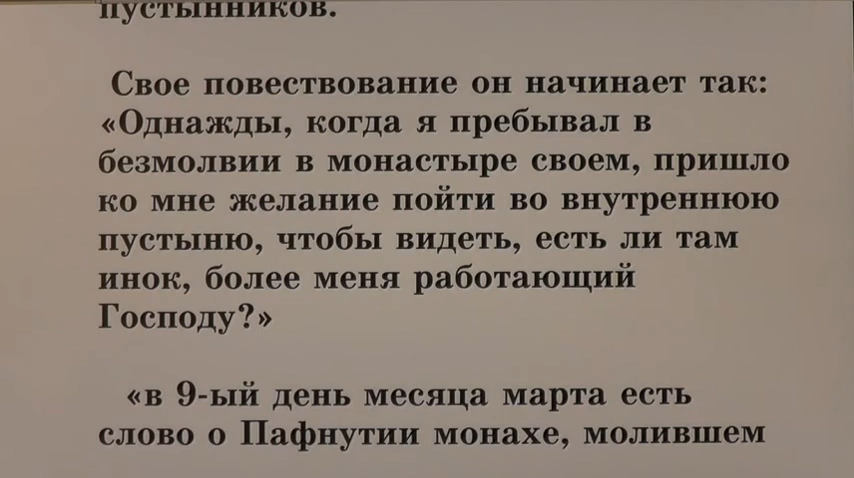 пустынников.
Свое повествование он начинает так:
«Однажды, когда я пребывал в
безмолвии в монастыре своем, пришло
ко мне желание пойти во внутреннюю
пустыню, чтобы видеть, есть ли там
инок, более меня работающий
Господу?»
«в 9-ый день месяца марта есть
слово о Пафнутии монахе, молившем